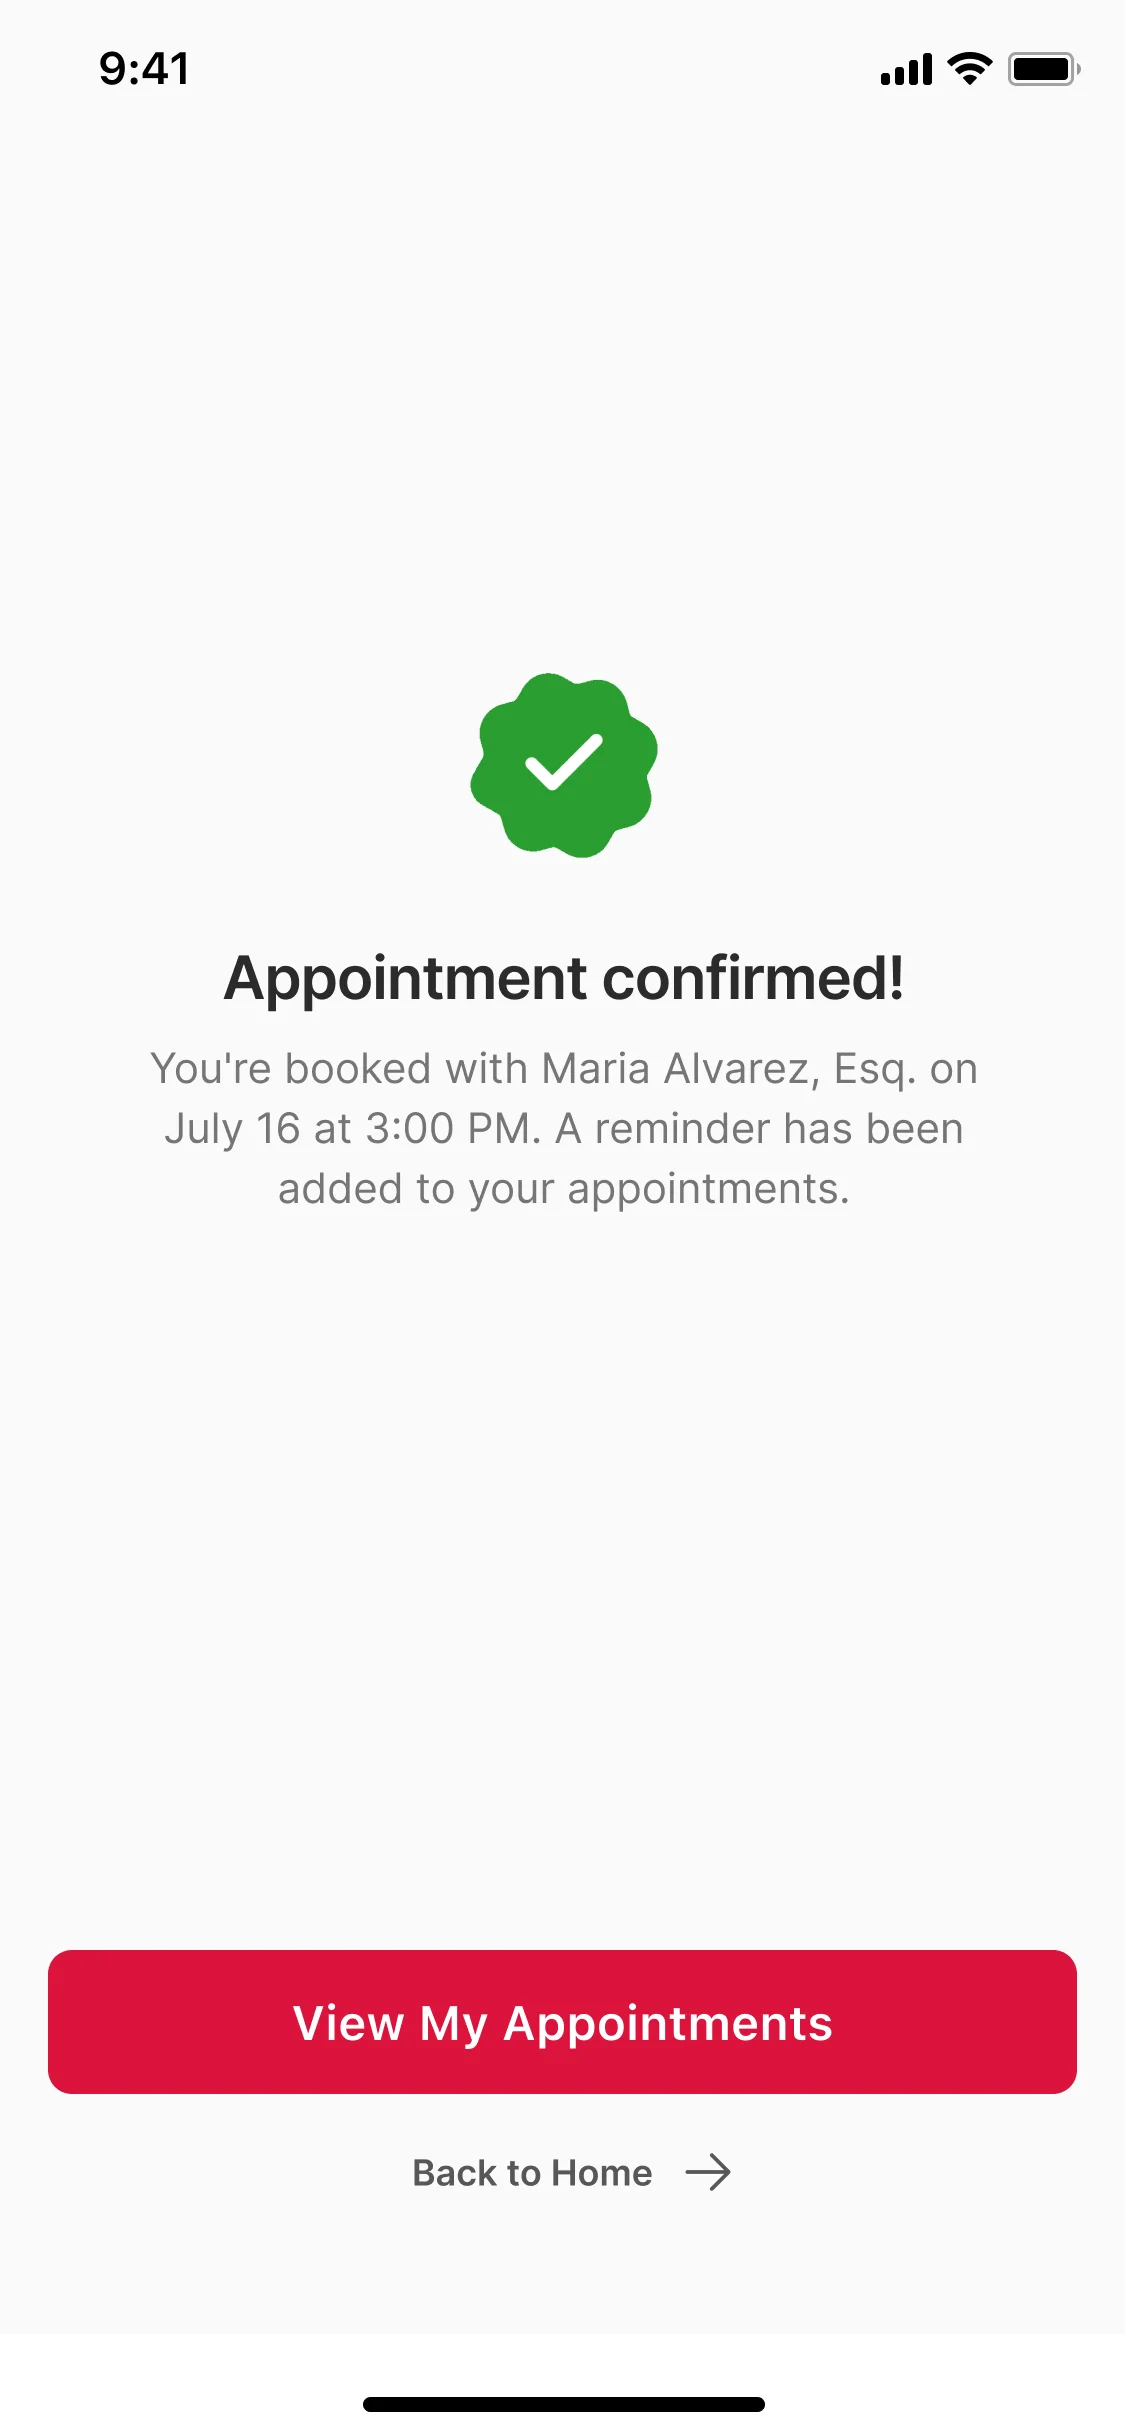 9:41
Appointment confirmed!
You're booked with Maria Alvarez, Esq. on
July 16 at 3:00 PM. A reminder has been
added to your appointments.
View My Appointments
Back to Home